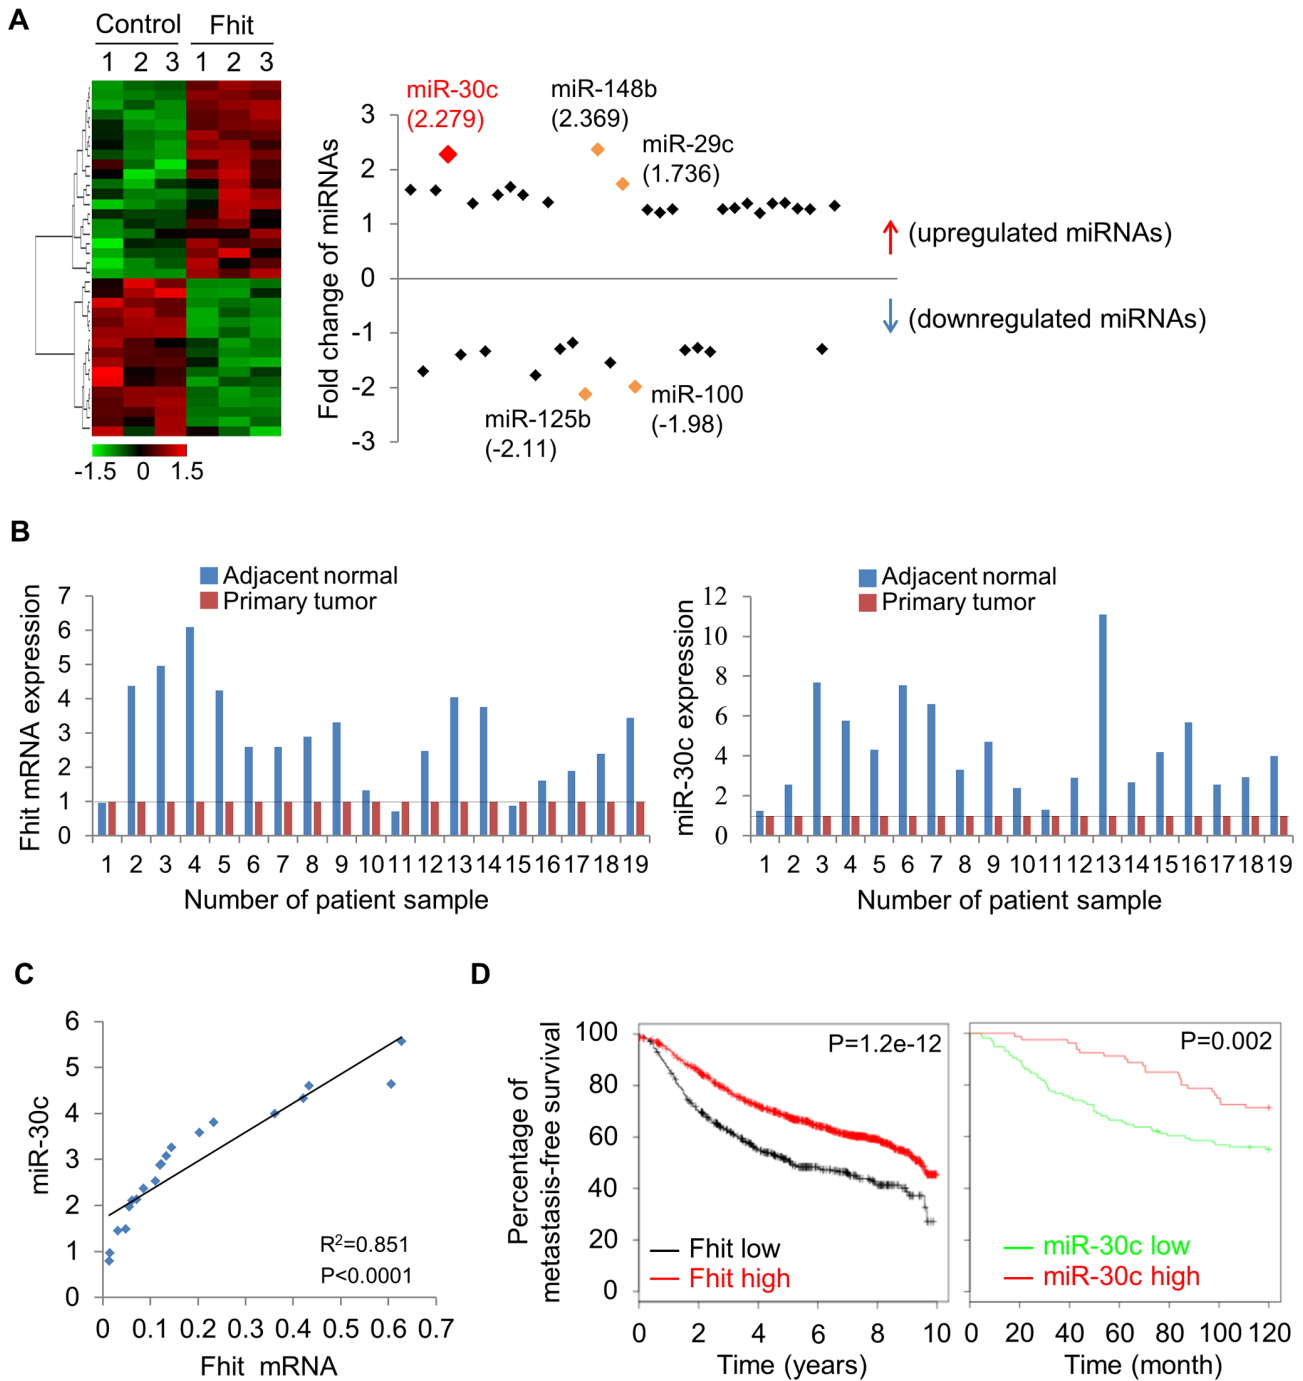 A
Control Fhit
1 2 3 1 2 3
-1.5 0 1.5
Fold change of miRNAs
3
2
1
0
-1
-2
-3
miR-30c
(2.279)
miR-148b
(2.369)
miR-29c
(1.736)
miR-125b
(-2.11)
miR-100
(-1.98)
(upregulated miRNAs)
(downregulated miRNAs)
B
Adjacent normal
Primary tumor
Fhit mRNA expression
7
6
5
4
3
2
1
0
1 2 3 4 5 6 7 8 9 10 11 12 13 14 15 16 17 18 19
Number of patient sample
Adjacent normal
Primary tumor
miR-30c expression
12
10
8
6
4
2
0
1 2 3 4 5 6 7 8 9 10 11 12 13 14 15 16 17 18 19
Number of patient sample
C
miR-30c
6
5
4
3
2
1
0
R²=0.851
P<0.0001
0 0.1 0.2 0.3 0.4 0.5 0.6 0.7
Fhit mRNA
D
Percentage of
metastasis-free survival
100
80
60
40
20
0
P=1.2e-12
Fhit low
Fhit high
0 2 4 6 8 10
Time (years)
P=0.002
miR-30c low
miR-30c high
0 20 40 60 80 100 120
Time (month)